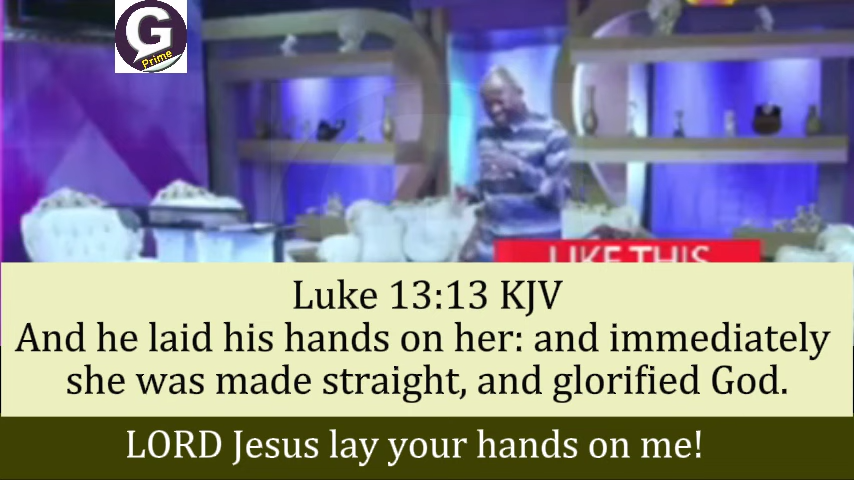 G
Prime
LIKE THIS
Luke 13:13 KJV
And he laid his hands on her: and immediately
she was made straight, and glorified God.
LORD Jesus lay your hands on me!